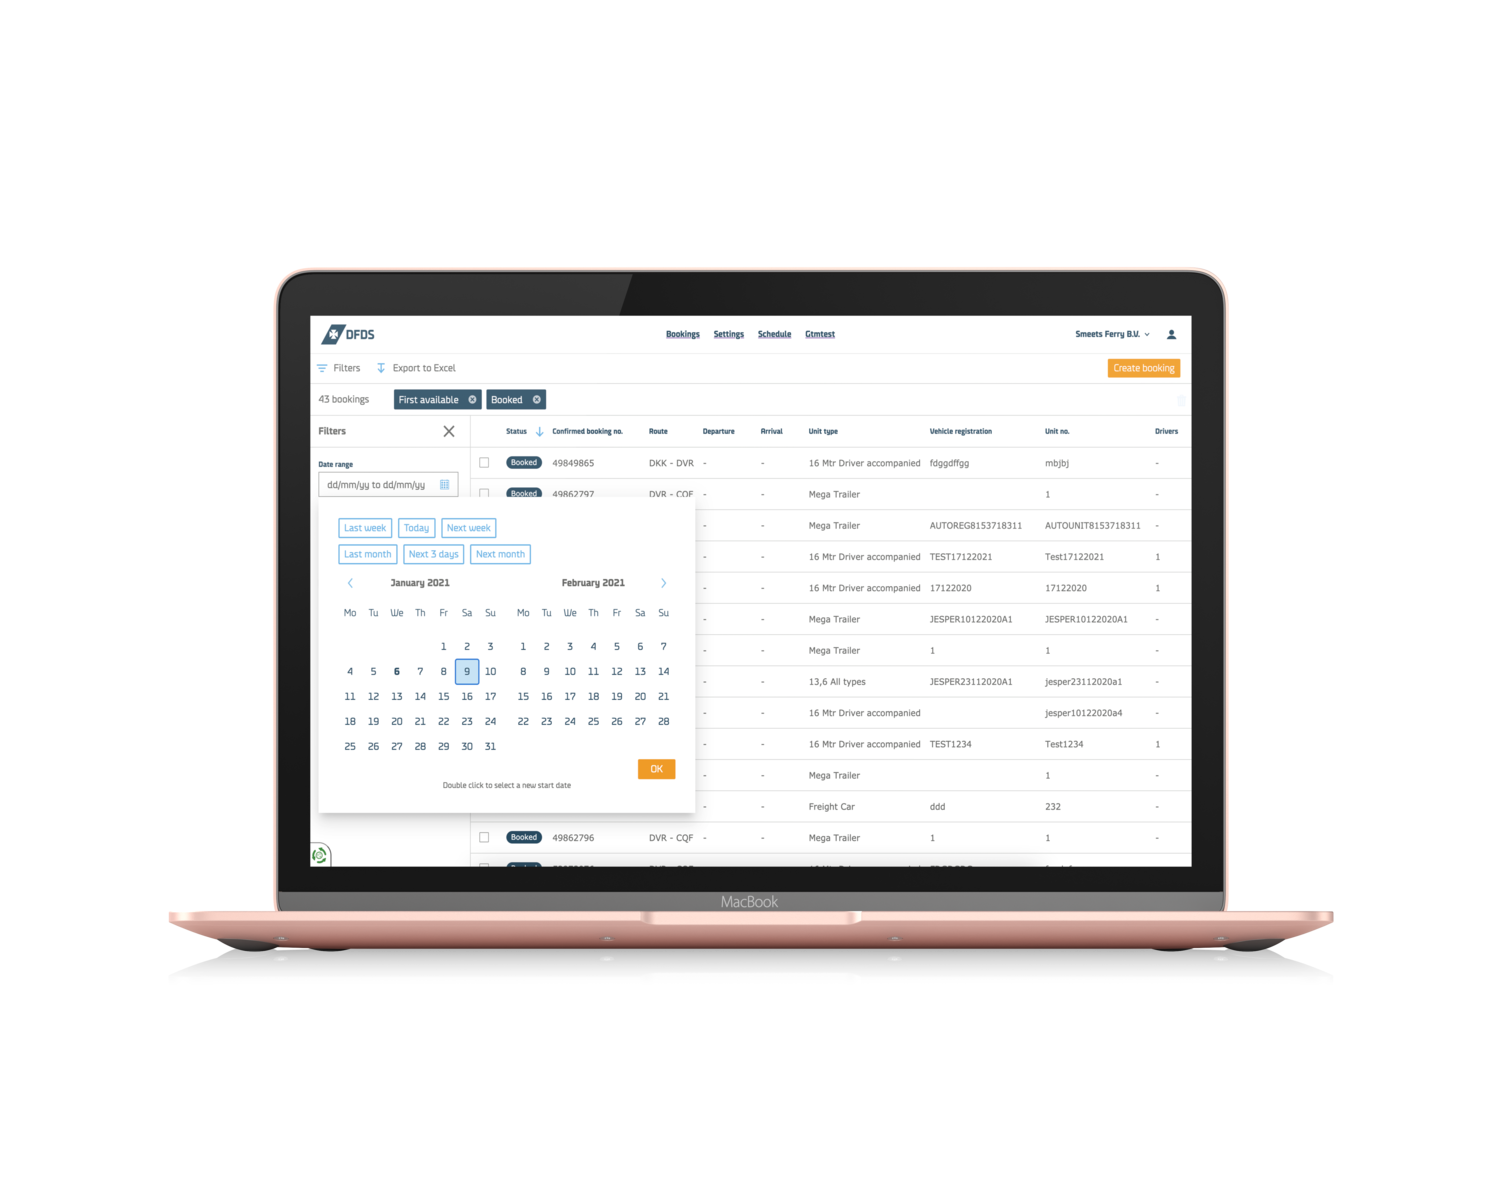 DFDS
Bookings Settings Schedule Gtmtest
Smeets Ferry B.V.
Filters Export to Excel
Create booking
43 bookings First available Booked
Filters
Date range
dd/mm/yy to dd/mm/yy
Last week Today Next week
Last month Next 3 days Next month
January 2021 February 2021
Mo Tu We Th Fr Sa Su Mo Tu We Th Fr Sa Su
1 2 3 1 2 3 4 5 6 7
4 5 6 7 8 9 10 8 9 10 11 12 13 14
11 12 13 14 15 16 17 15 16 17 18 19 20 21
18 19 20 21 22 23 24 22 23 24 25 26 27 28
25 26 27 28 29 30 31
OK
Double click to select a new start date
Status Confirmed booking no. Route Departure Arrival Unit type Vehicle registration Unit no. Drivers
Booked 49849865 DKK - DVR - - 16 Mtr Driver accompanied fdggdffgg mbjbj -
Booked 49862797 DVR - CQF - - Mega Trailer 1 -
- - Mega Trailer AUTOREG8153718311 AUTOUNIT8153718311 -
- - 16 Mtr Driver accompanied TEST17122021 Test17122021 1
- - 16 Mtr Driver accompanied 17122020 17122020 1
- - Mega Trailer JESPER10122020A1 JESPER10122020A1 -
- - Mega Trailer 1 1 -
- - 13,6 All types JESPER23112020A1 jesper23112020a1 -
- - 16 Mtr Driver accompanied jesper10122020a4 -
- - 16 Mtr Driver accompanied TEST1234 Test1234 1
- - Mega Trailer 1 -
- - Freight Car ddd 232 -
Booked 49862796 DVR - CQF - - Mega Trailer 1 1 -
MacBook